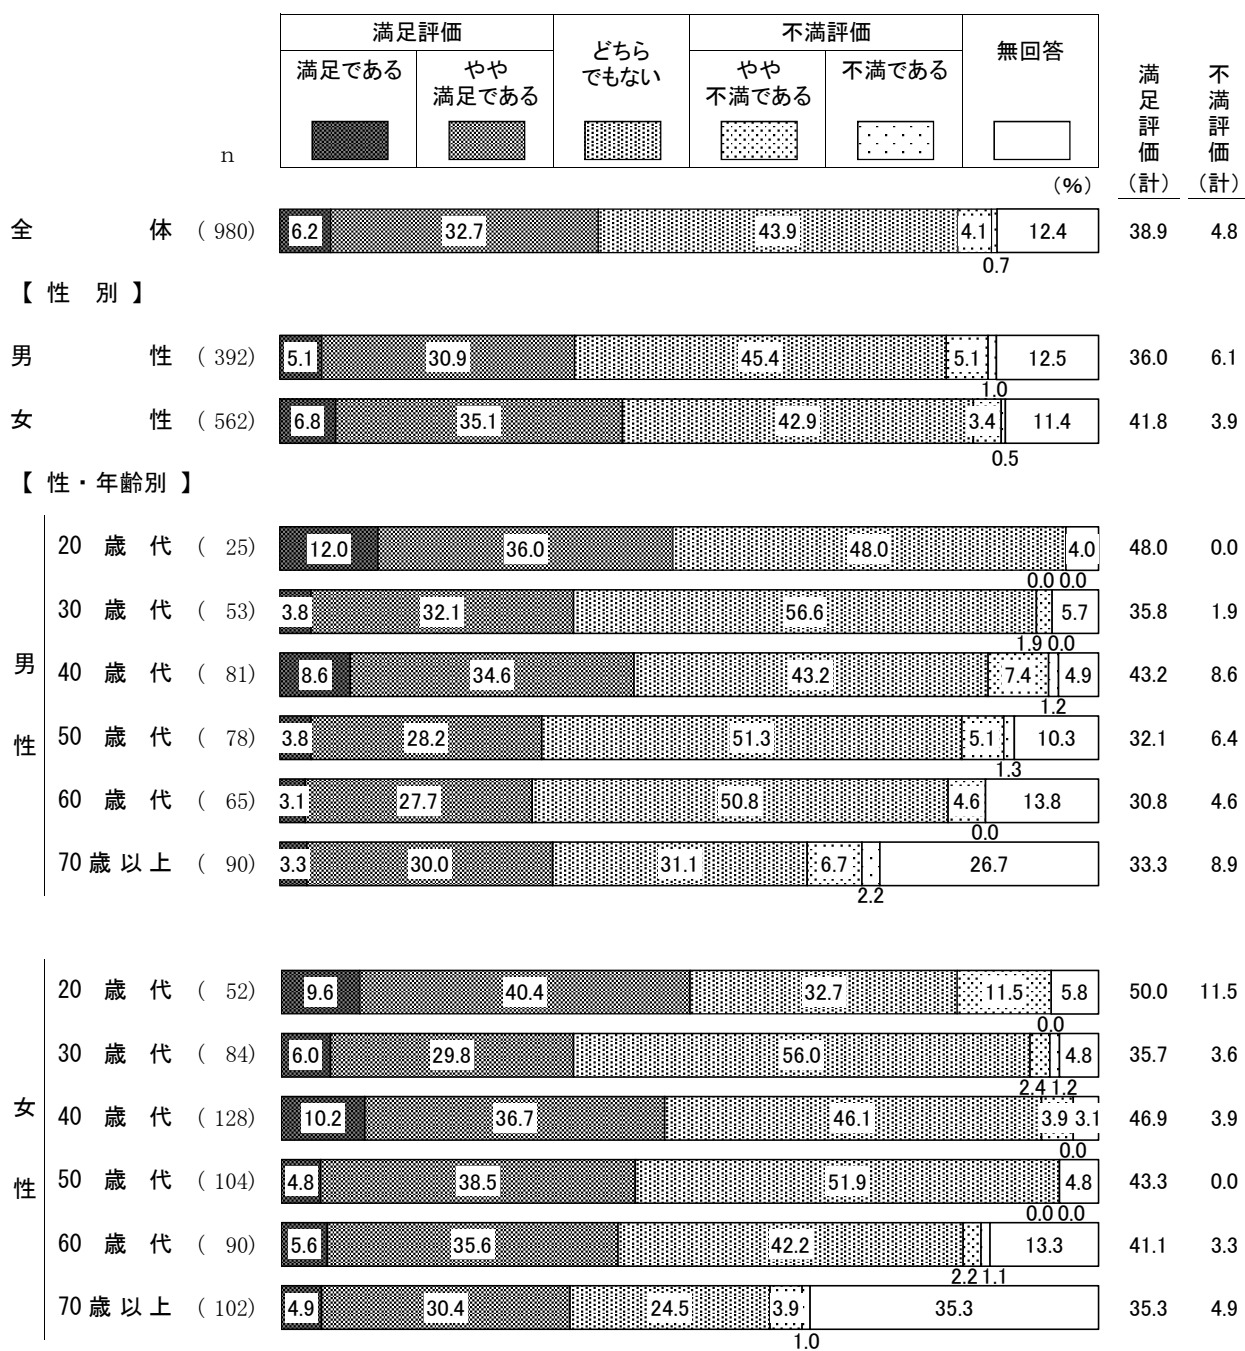 満足評価 どちらでもない 不満評価 無回答
満足である やや満足である やや不満である 不満である
n
満足評価（計） 不満評価（計）
（％）
全体 （ 980） 6.2 32.7 43.9 4.1 12.4 38.9 4.8
0.7
【 性 別 】
男性 （ 392） 5.1 30.9 45.4 5.1 12.5 36.0 6.1
1.0
女性 （ 562） 6.8 35.1 42.9 3.4 11.4 41.8 3.9
0.5
【 性・年齢別 】
男性
20 歳 代 （ 25） 12.0 36.0 48.0 4.0 48.0 0.0
0.0 0.0
30 歳 代 （ 53） 3.8 32.1 56.6 5.7 35.8 1.9
1.9 0.0
40 歳 代 （ 81） 8.6 34.6 43.2 7.4 4.9 43.2 8.6
1.2
50 歳 代 （ 78） 3.8 28.2 51.3 5.1 10.3 32.1 6.4
1.3
60 歳 代 （ 65） 3.1 27.7 50.8 4.6 13.8 30.8 4.6
0.0
70 歳 以 上 （ 90） 3.3 30.0 31.1 6.7 26.7 33.3 8.9
2.2
女性
20 歳 代 （ 52） 9.6 40.4 32.7 11.5 5.8 50.0 11.5
0.0
30 歳 代 （ 84） 6.0 29.8 56.0 4.8 35.7 3.6
2.4 1.2
40 歳 代 （ 128） 10.2 36.7 46.1 3.9 3.1 46.9 3.9
0.0
50 歳 代 （ 104） 4.8 38.5 51.9 4.8 43.3 0.0
0.0 0.0
60 歳 代 （ 90） 5.6 35.6 42.2 13.3 41.1 3.3
2.2 1.1
70 歳 以 上 （ 102） 4.9 30.4 24.5 3.9 35.3 35.3 4.9
1.0